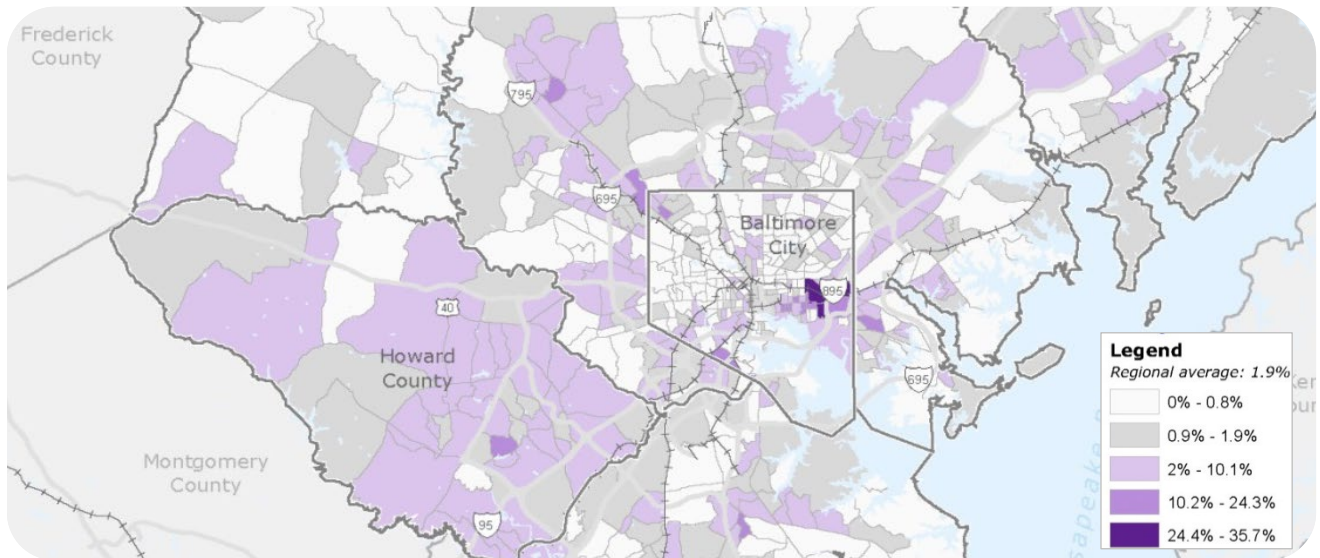 Frederick
County
795
695
Baltimore
City
895
40
Howard
County
695
Montgomery
County
95
Legend
Regional average: 1.9%
0% - 0.8%
0.9% - 1.9%
2% - 10.1%
10.2% - 24.3%
24.4% - 35.7%